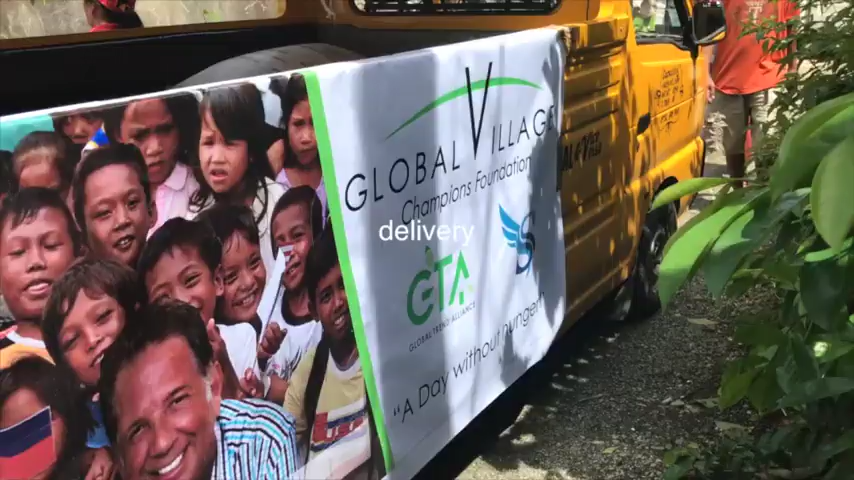 GLOBAL VILLAGE
Champions Foundation
delivery
GTA
S
GLOBAL TREND ALLIANCE
"A Day without hunger!"